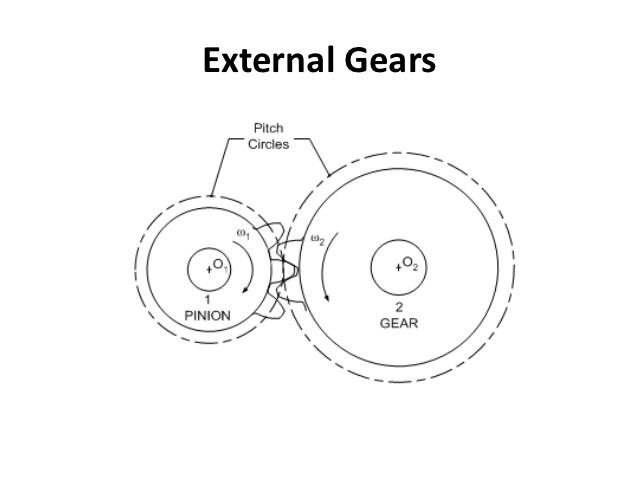 External Gears
Pitch
Circles
ω1
ω2
O1
O2
1
PINION
2
GEAR